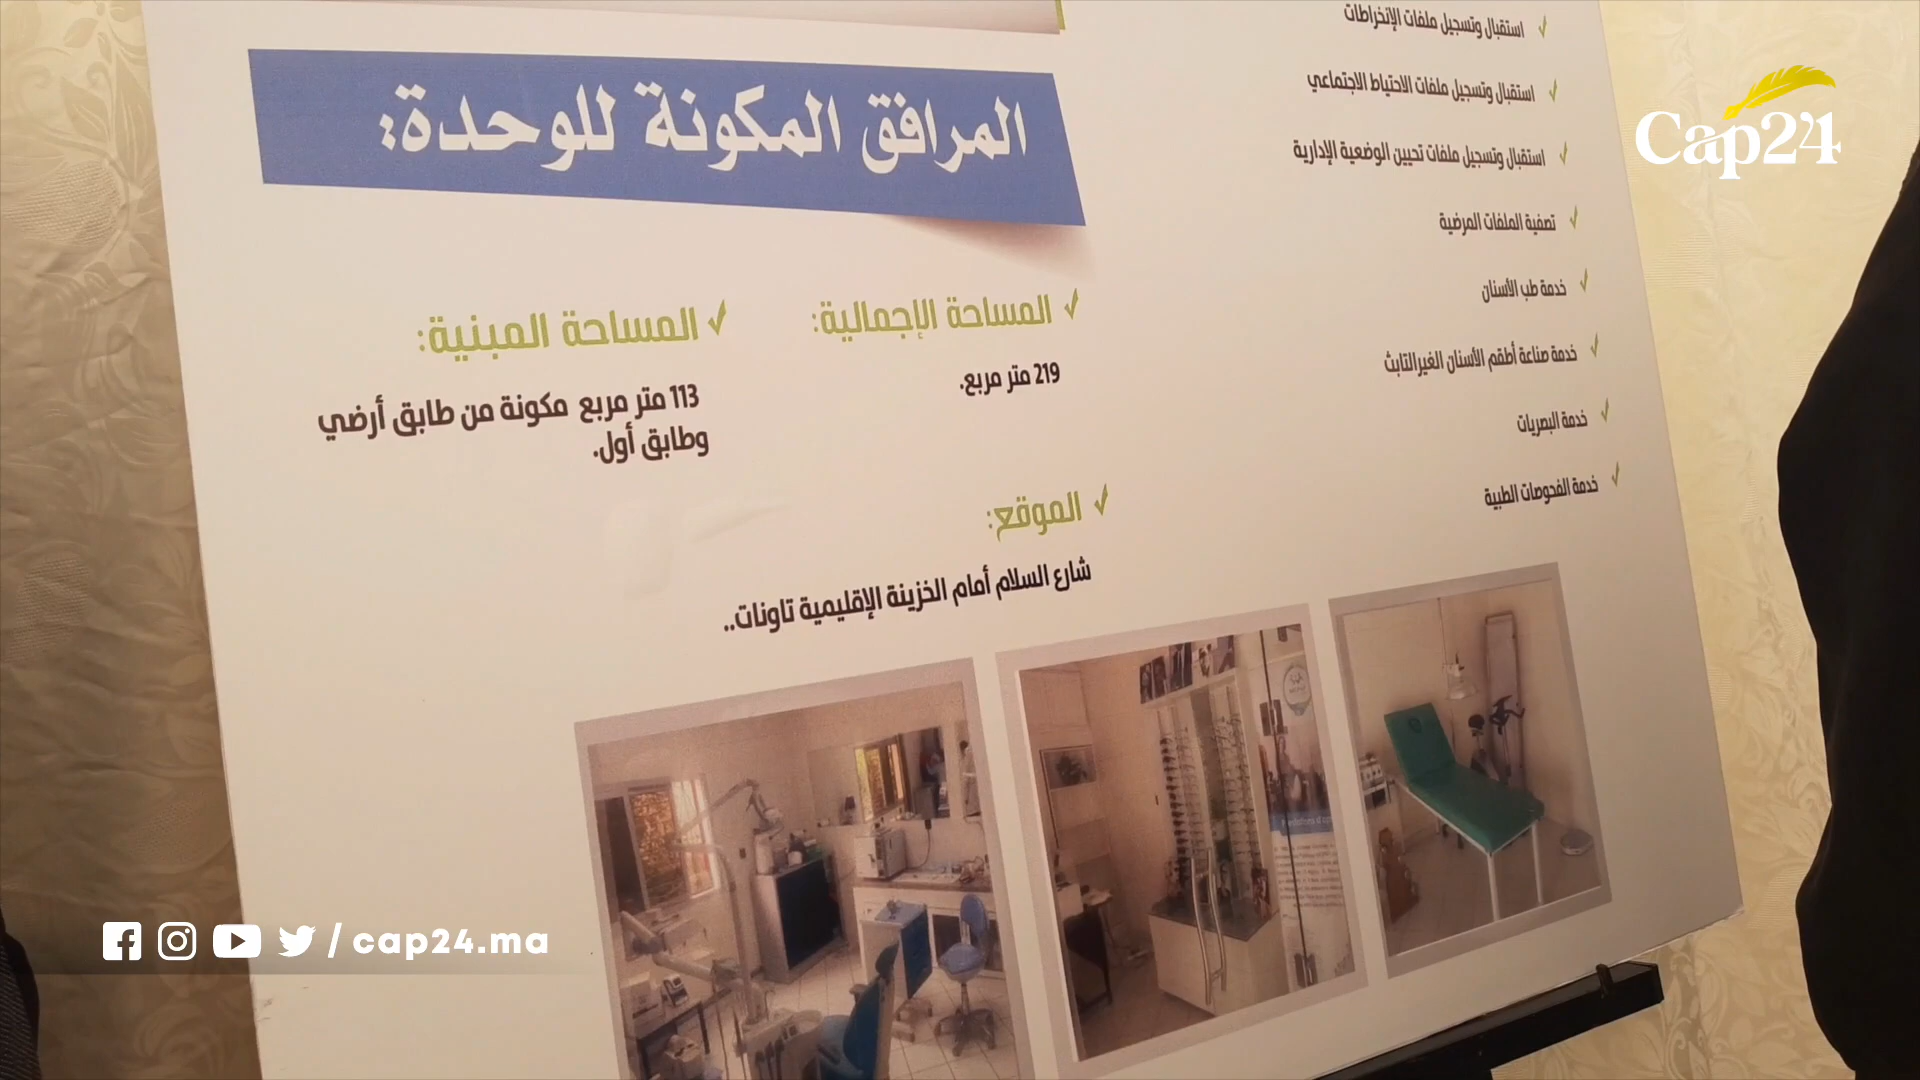 استقبال وتسجيل ملفات الإنخراطات
استقبال وتسجيل ملفات الاحتياط الاجتماعي
استقبال وتسجيل ملفات تحيين الوضعية الإدارية
تصفية الملفات المرضية
خدمة طب الأسنان
خدمة صناعة أطقم الأسنان الغيرالثابث
خدمة البصريات
خدمة الفحوصات الطبية
المرافق المكونة للوحدة:
المساحة الإجمالية:
219 متر مربع.
المساحة المبنية:
113 متر مربع مكونة من طابق أرضي
وطابق أول.
الموقع:
شارع السلام أمام الخزينة الإقليمية تاونات..
Cap24
/ cap24.ma